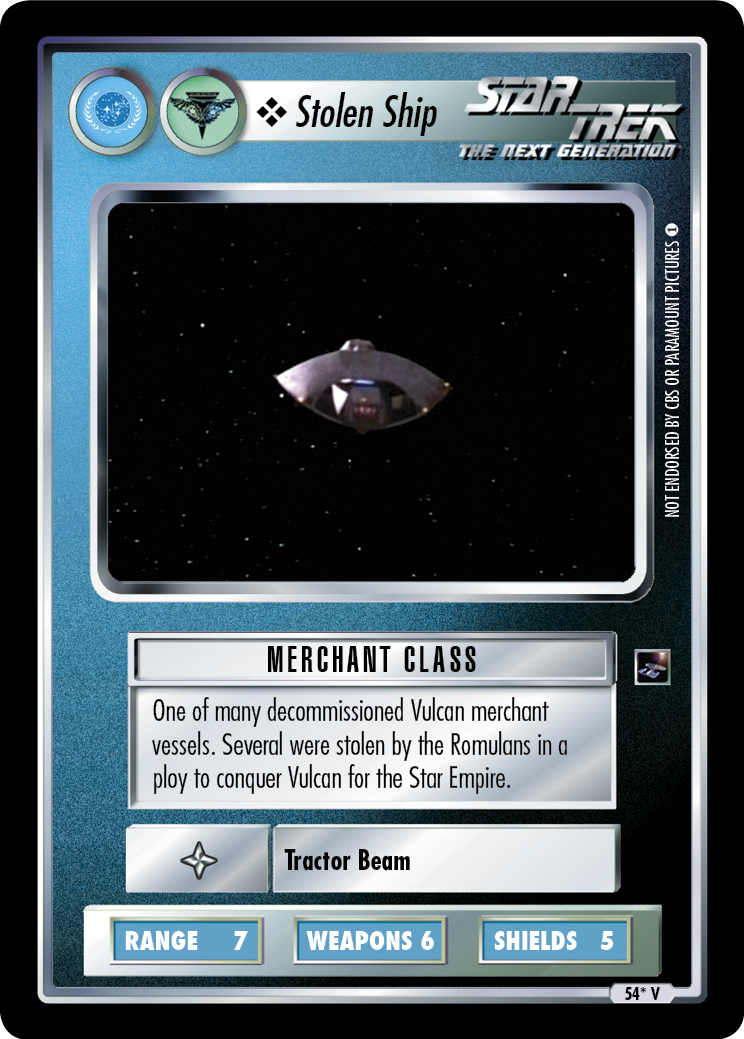 ❖ Stolen Ship
STAR TREK
THE NEXT GENERATION
NOT ENDORSED BY CBS OR PARAMOUNT PICTURES 1
MERCHANT CLASS
One of many decommissioned Vulcan merchant
vessels. Several were stolen by the Romulans in a
ploy to conquer Vulcan for the Star Empire.
Tractor Beam
RANGE 7 WEAPONS 6 SHIELDS 5
54* V